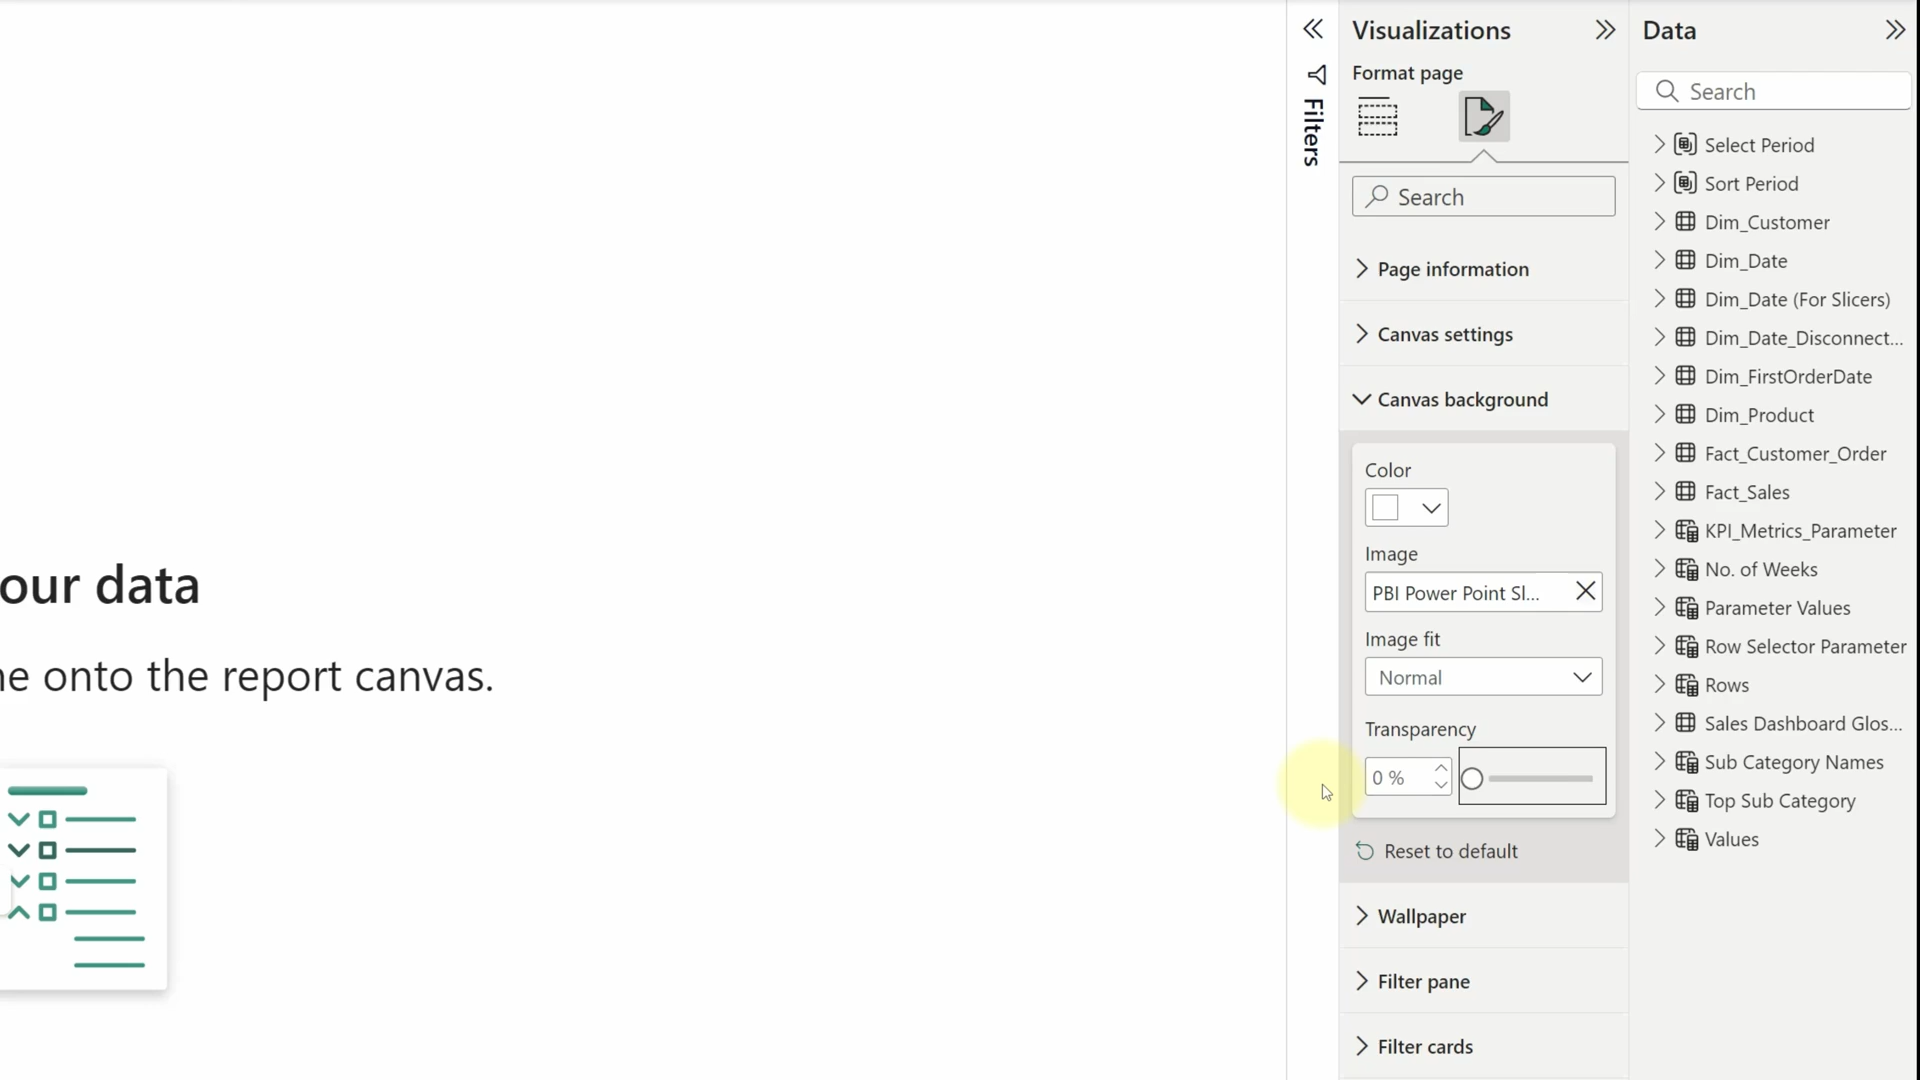 our data
e onto the report canvas.
Filters
Visualizations
Format page
Search
Page information
Canvas settings
Canvas background
Color
Image
PBI Power Point Sl...
Image fit
Normal
Transparency
0 %
Reset to default
Wallpaper
Filter pane
Filter cards
Data
Search
Select Period
Sort Period
Dim_Customer
Dim_Date
Dim_Date (For Slicers)
Dim_Date_Disconnect...
Dim_FirstOrderDate
Dim_Product
Fact_Customer_Order
Fact_Sales
KPI_Metrics_Parameter
No. of Weeks
Parameter Values
Row Selector Parameter
Rows
Sales Dashboard Glos...
Sub Category Names
Top Sub Category
Values